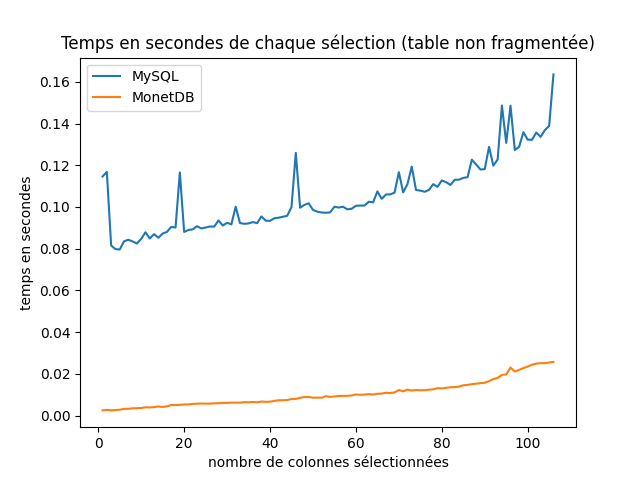 Temps en secondes de chaque sélection (table non fragmentée)
MySQL
MonetDB
temps en secondes
0.16
0.14
0.12
0.10
0.08
0.06
0.04
0.02
0.00
0 20 40 60 80 100
nombre de colonnes sélectionnées